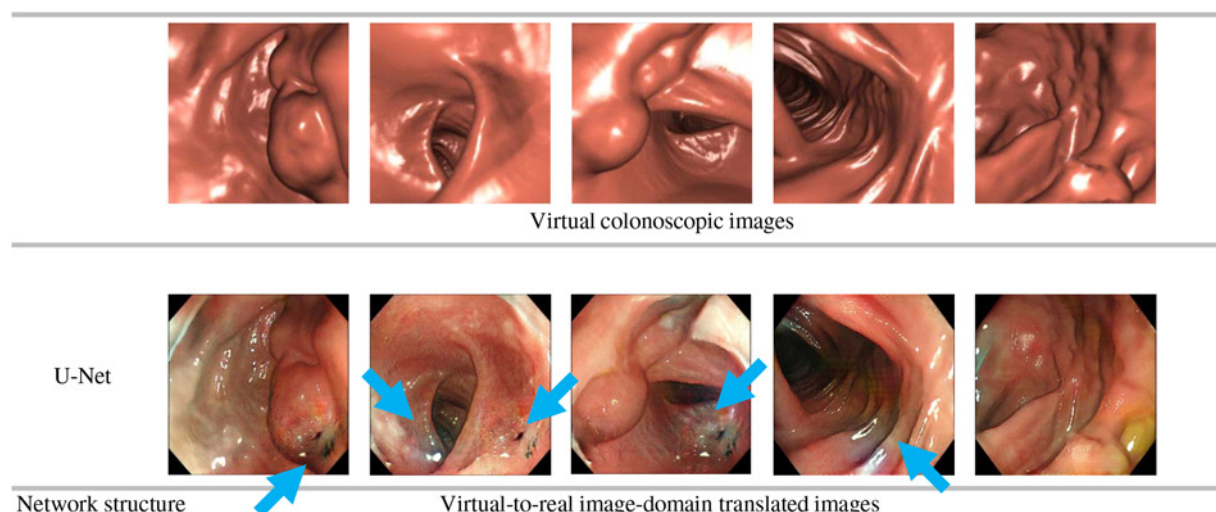 Virtual colonoscopic images
U-Net
Network structure
Virtual-to-real image-domain translated images